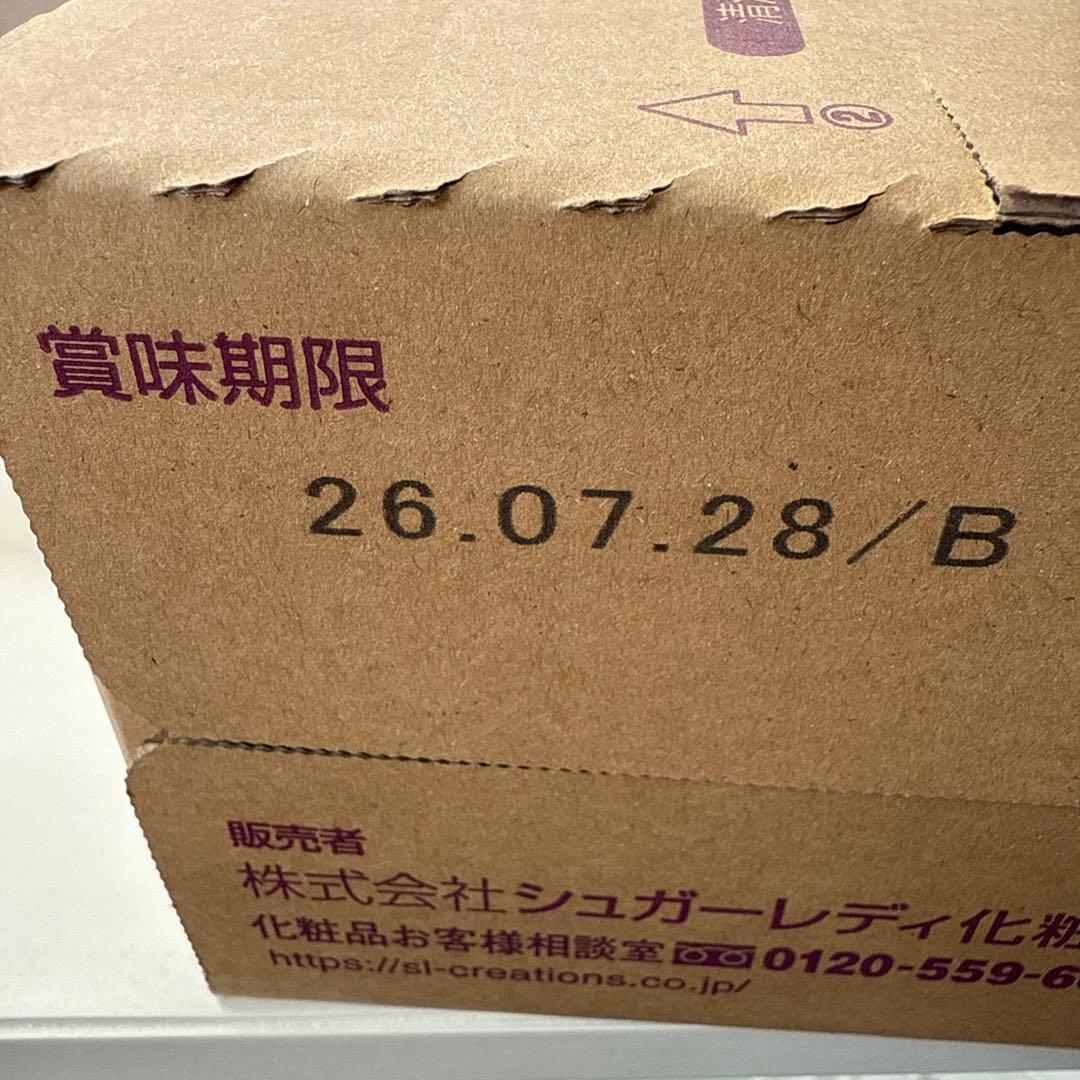 ②
賞味期限
26.07.28/B
販売者
株式会社シュガーレディ化粧
化粧品お客様相談室 0120-559-6
https://sl-creations.co.jp/